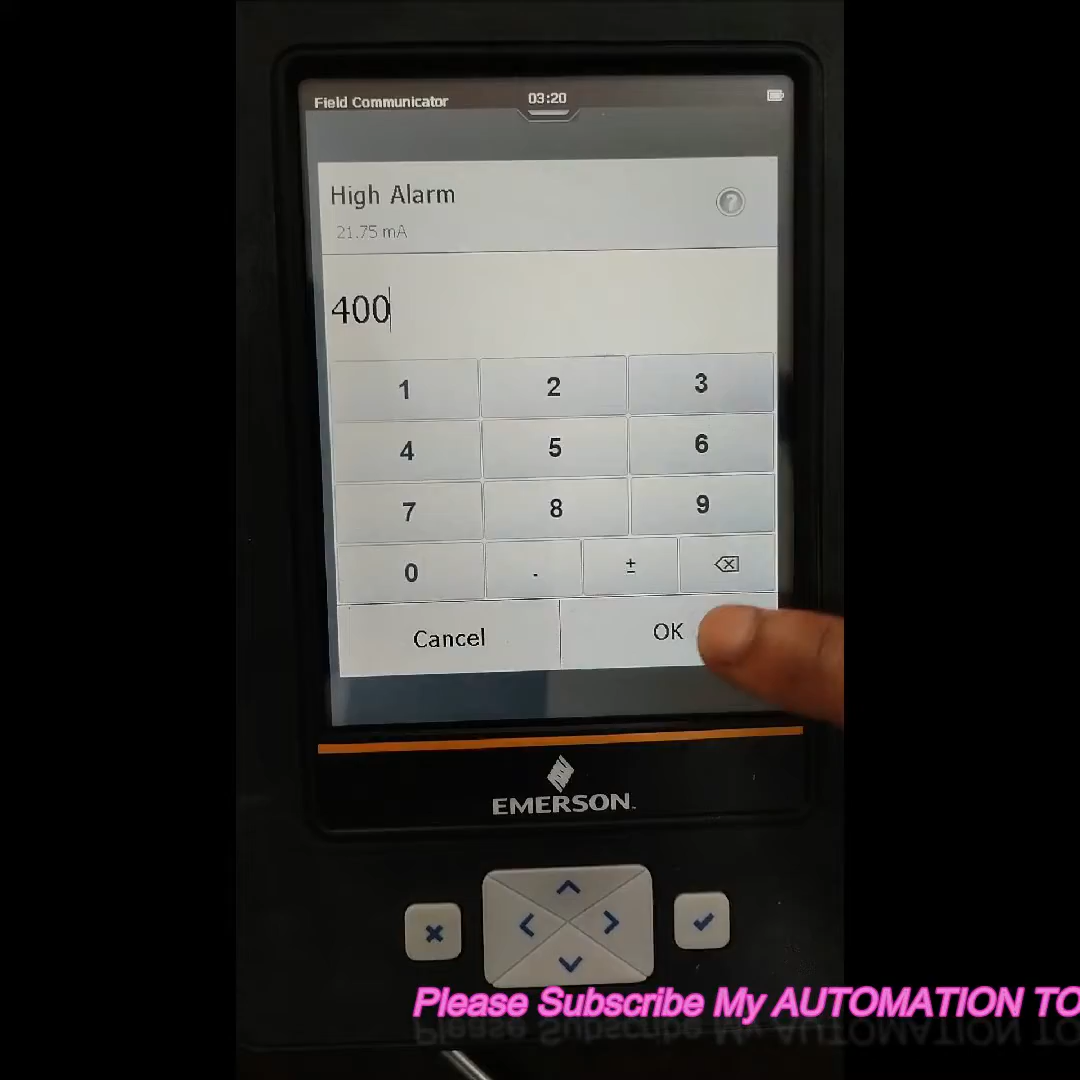 Field Communicator 03:20
High Alarm
?
21.75 mA
400
1 2 3
4 5 6
7 8 9
0 . ±
Cancel OK
EMERSON™
Please Subscribe My AUTOMATION TO